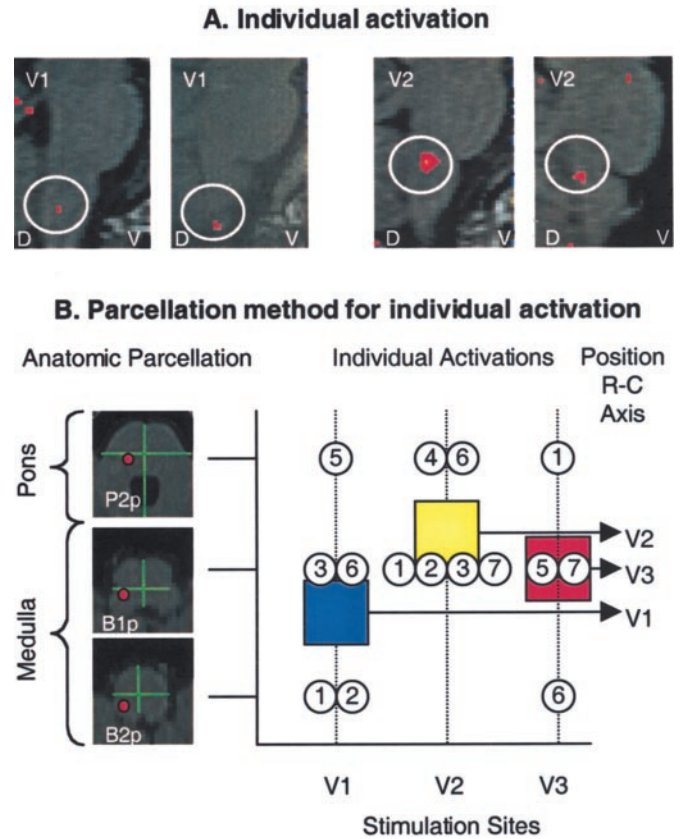 A. Individual activation
V1 V1 V2 V2
D V D V D V D V
B. Parcellation method for individual activation
Anatomic Parcellation Individual Activations Position
R-C
Axis
Pons
P2p
5 4 6 1
V2
Medulla
B1p
3 6 1 2 3 7 5 7 V3
V1
B2p
1 2 6
V1 V2 V3
Stimulation Sites